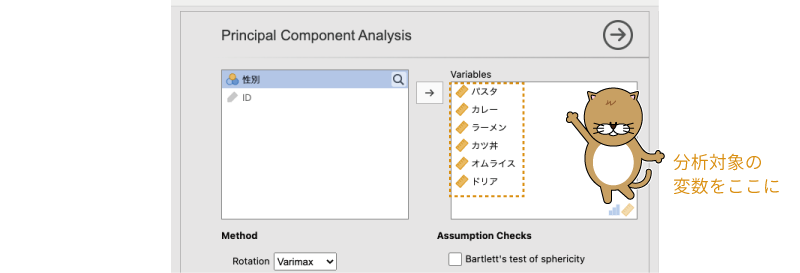 Principal Component Analysis
性別
ID
Variables
パスタ
カレー
ラーメン
カツ丼
オムライス
ドリア
分析対象の
変数をここに
Method
Assumption Checks
Rotation Varimax
Bartlett's test of sphericity